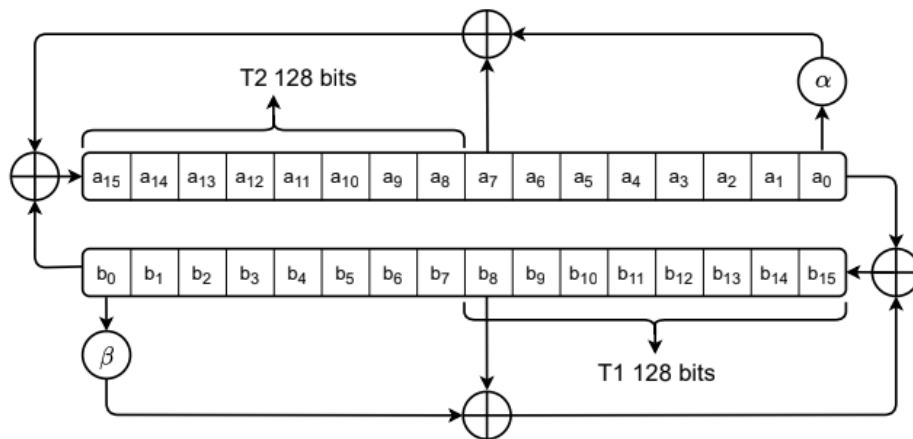 T2 128 bits
α
a₁₅ a₁₄ a₁₃ a₁₂ a₁₁ a₁₀ a₉ a₈ a₇ a₆ a₅ a₄ a₃ a₂ a₁ a₀
b₀ b₁ b₂ b₃ b₄ b₅ b₆ b₇ b₈ b₉ b₁₀ b₁₁ b₁₂ b₁₃ b₁₄ b₁₅
β
T1 128 bits